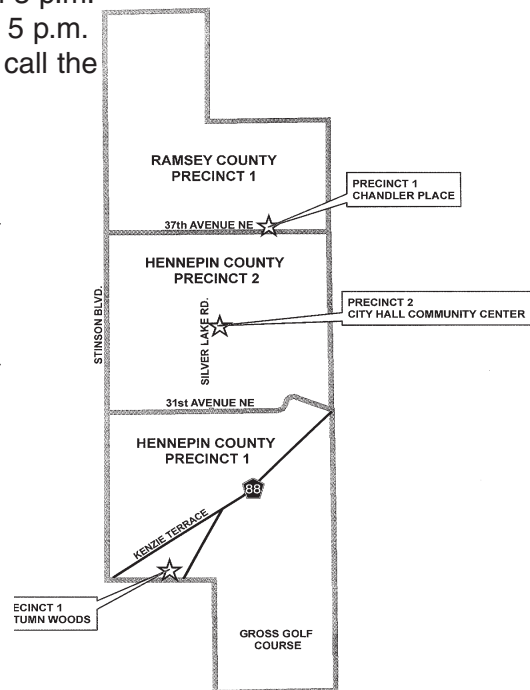 5 p.m.
call the
RAMSEY COUNTY
PRECINCT 1
PRECINCT 1
CHANDLER PLACE
37th AVENUE NE
HENNEPIN COUNTY
PRECINCT 2
STINSON BLVD.
SILVER LAKE RD.
PRECINCT 2
CITY HALL COMMUNITY CENTER
31st AVENUE NE
HENNEPIN COUNTY
PRECINCT 1
88
KENZIE TERRACE
ECINCT 1
TUMN WOODS
GROSS GOLF
COURSE